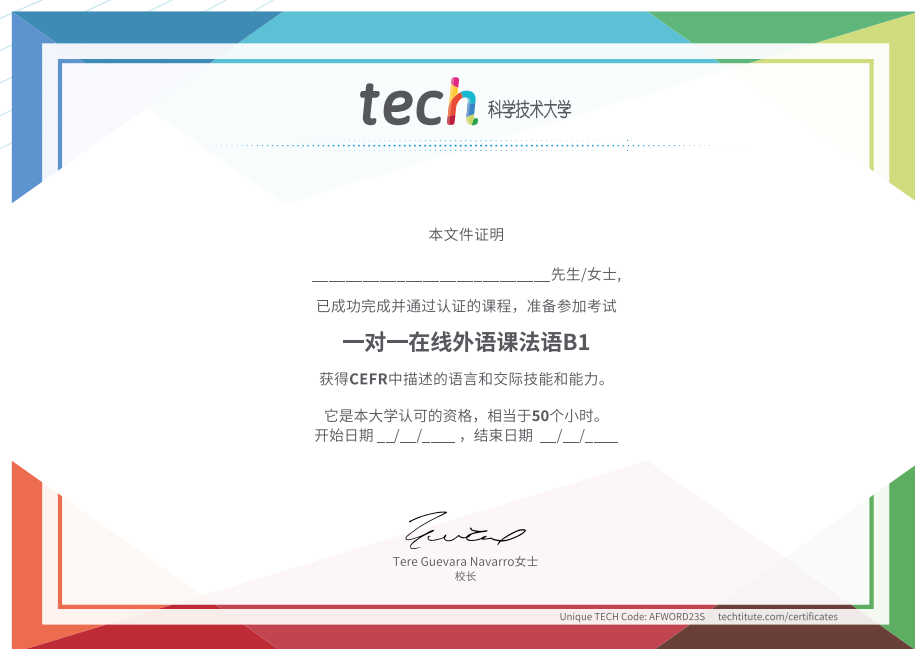 tech 科学技术大学
本文件证明
____________________________先生/女士,
已成功完成并通过认证的课程，准备参加考试
一对一在线外语课法语B1
获得CEFR中描述的语言和交际技能和能力。
它是本大学认可的资格，相当于50个小时。
开始日期 __/__/____ ，结束日期 __/__/____
Tere Guevara Navarro女士
校长
Unique TECH Code: AFWORD23S techtitute.com/certificates